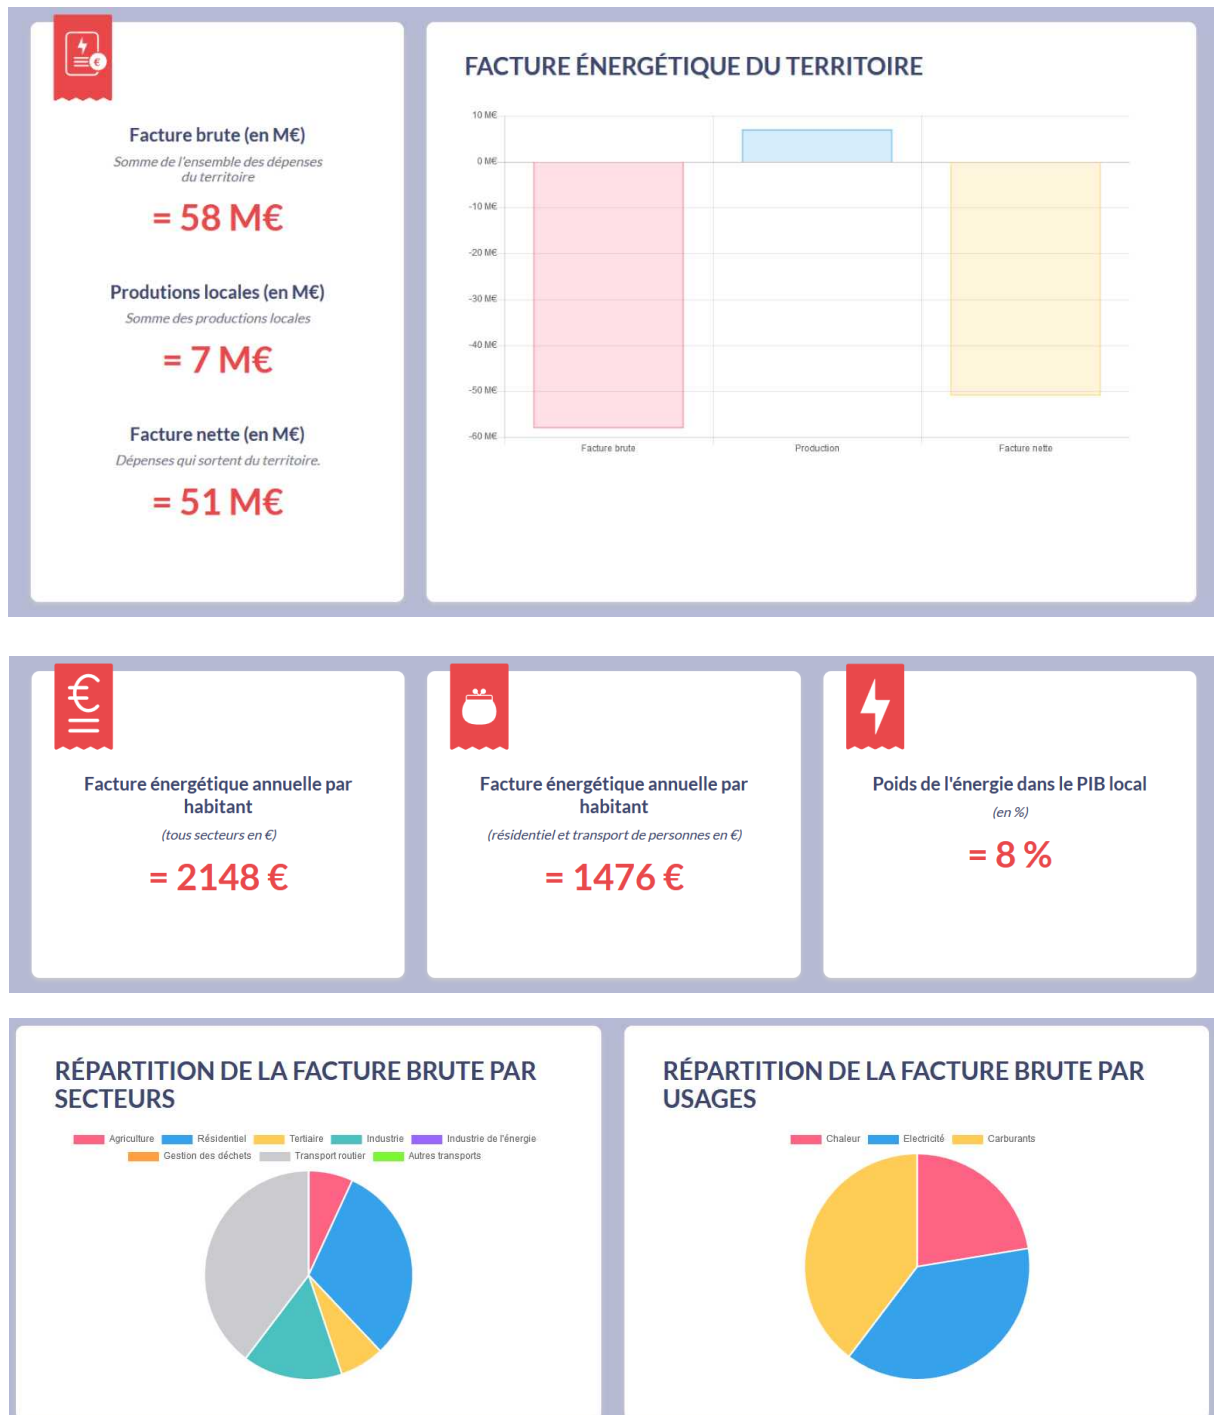 Facture brute (en M€)
Somme de l'ensemble des dépenses
du territoire
= 58 M€
Produtions locales (en M€)
Somme des productions locales
= 7 M€
Facture nette (en M€)
Dépenses qui sortent du territoire.
= 51 M€
FACTURE ÉNERGÉTIQUE DU TERRITOIRE
10 M€
0 M€
-10 M€
-20 M€
-30 M€
-40 M€
-50 M€
-60 M€
Facture brute
Production
Facture nette
Facture énergétique annuelle par
habitant
(tous secteurs en €)
= 2148 €
Facture énergétique annuelle par
habitant
(résidentiel et transport de personnes en €)
= 1476 €
Poids de l'énergie dans le PIB local
(en %)
= 8 %
RÉPARTITION DE LA FACTURE BRUTE PAR
SECTEURS
Agriculture Résidentiel Tertiaire Industrie Industrie de l'énergie
Gestion des déchets Transport routier Autres transports
RÉPARTITION DE LA FACTURE BRUTE PAR
USAGES
Chaleur Electricité Carburants